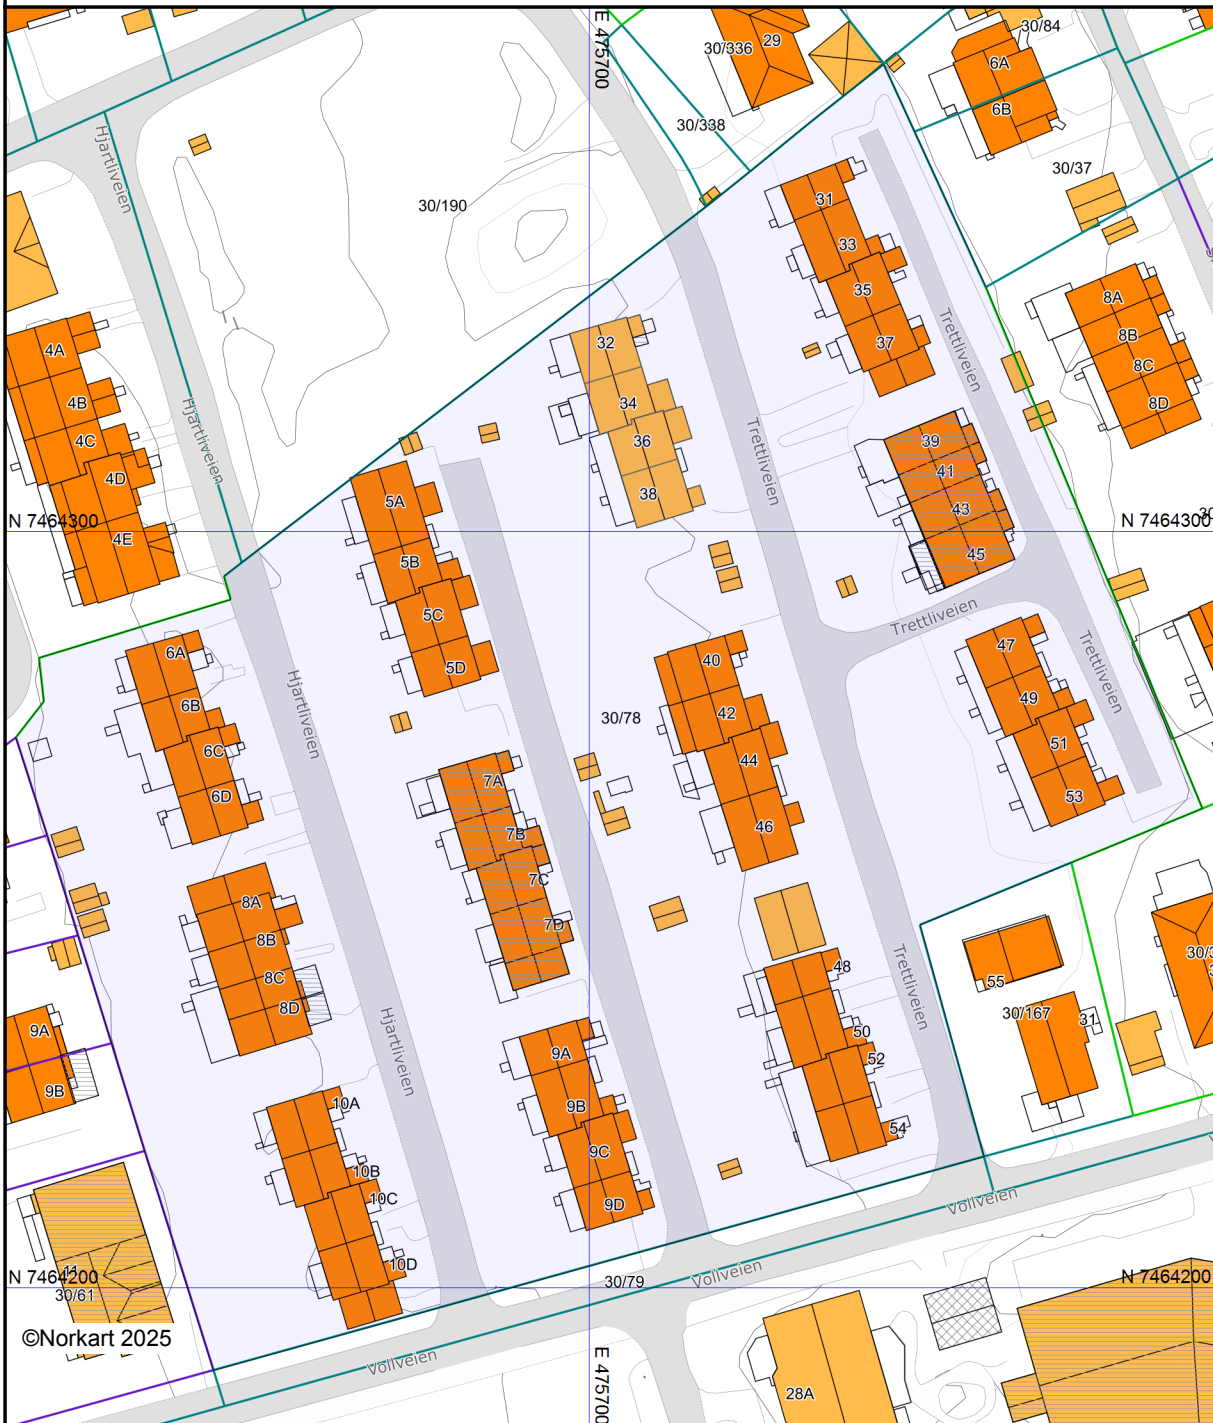 E 475700
30/84
29
30/336
6A
6B
30/338
Hjartliveien
30/37
30/190
31
33
35
37
8A
8B
8C
8D
Trettliveien
32
34
36
38
4A
4B
4C
4D
4E
Hjartliveien
Trettliveien
39
41
43
45
5A
5B
5C
5D
N 7464300
N 7464300
Trettliveien
47
49
51
53
Trettliveien
6A
6B
6C
6D
Hjartliveien
40
42
44
46
30/78
7A
7B
7C
7D
8A
8B
8C
8D
48
50
52
54
Trettliveien
55
30/167
31
9A
9B
Hjartliveien
9A
9B
9C
9D
10A
10B
10C
10D
Vollveien
N 7464200
11
30/61
30/79
Vollveien
N 7464200
©Norkart 2025
Vollveien
E 475700
28A